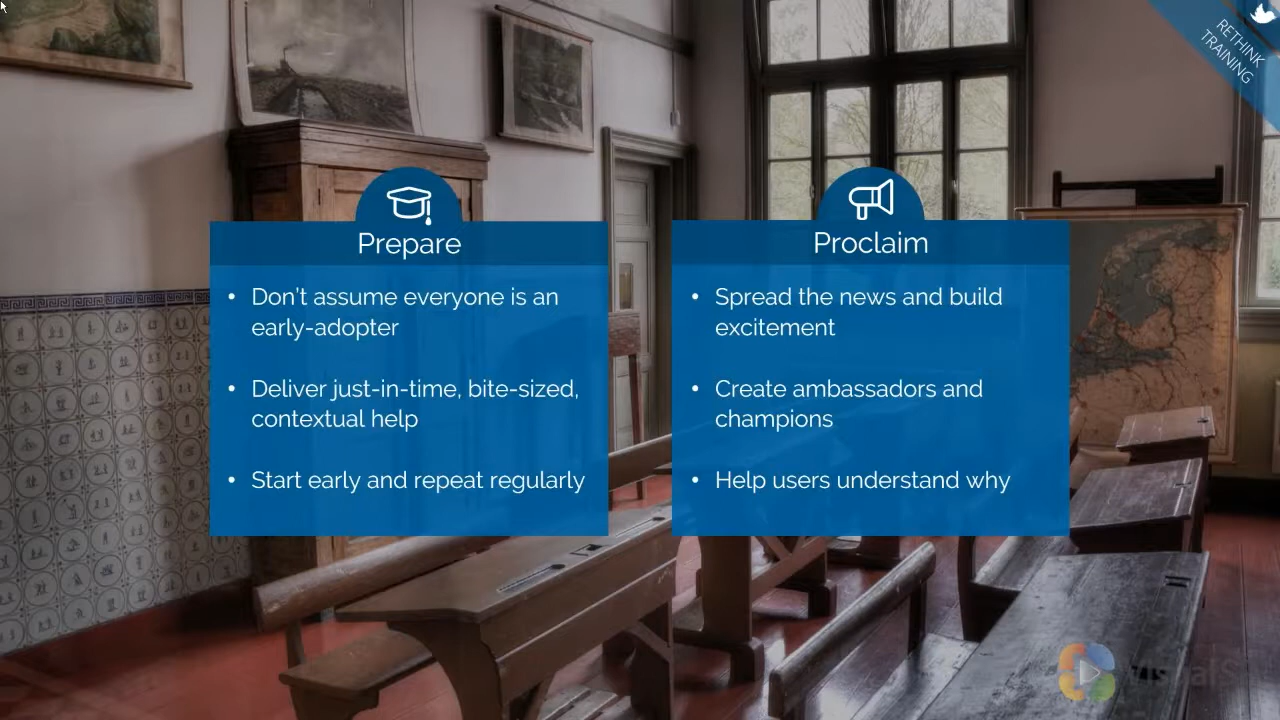 RETHINK
TRAINING
Prepare
• Don't assume everyone is an
early-adopter
• Deliver just-in-time, bite-sized,
contextual help
• Start early and repeat regularly
Proclaim
• Spread the news and build
excitement
• Create ambassadors and
champions
• Help users understand why